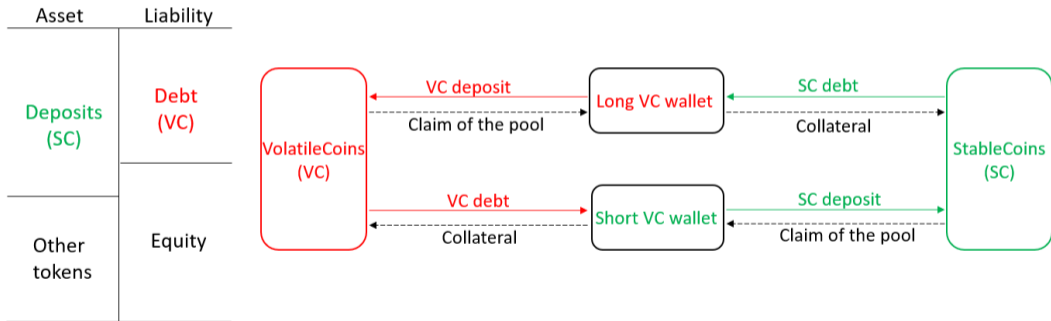 Asset
Liability
Deposits
(SC)
Debt
(VC)
Other
tokens
Equity
VolatileCoins
(VC)
VC deposit
Claim of the pool
Long VC wallet
SC debt
Collateral
VC debt
Collateral
Short VC wallet
SC deposit
Claim of the pool
StableCoins
(SC)